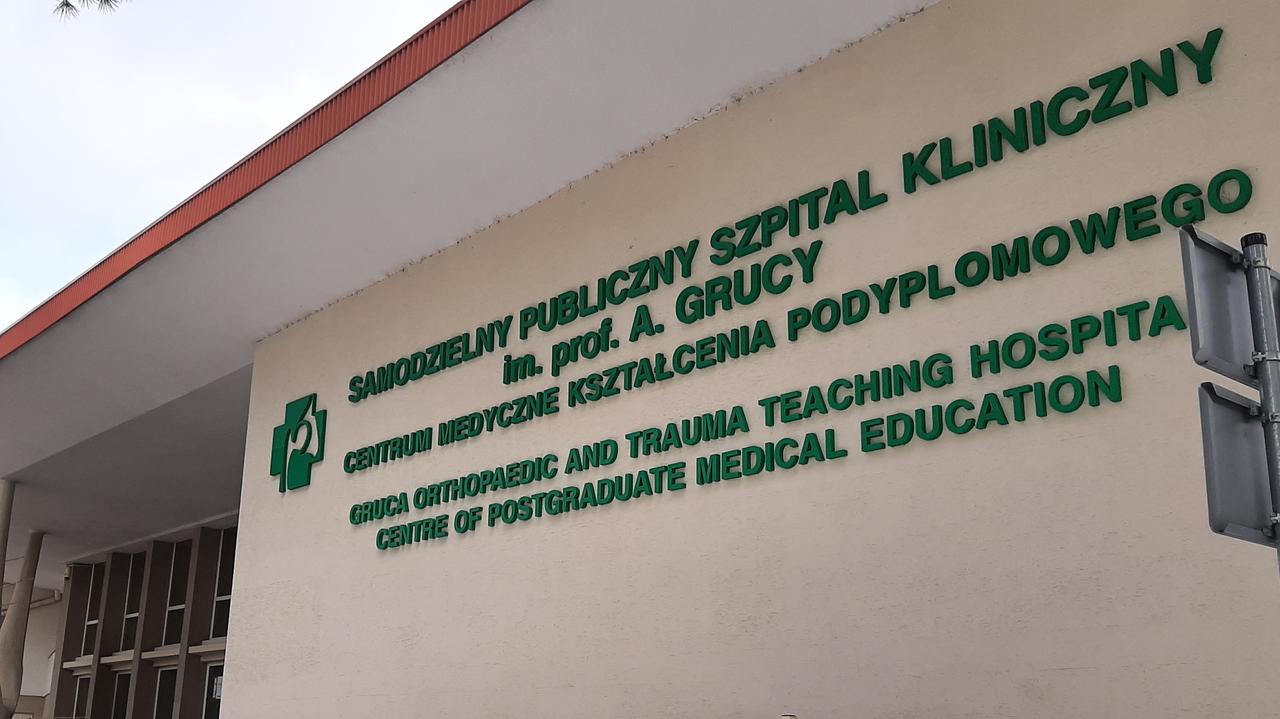 SAMODZIELNY PUBLICZNY SZPITAL KLINICZNY
im. prof. A. GRUCY
CENTRUM MEDYCZNE KSZTAŁCENIA PODYPLOMOWEGO
GRUCA ORTHOPAEDIC AND TRAUMA TEACHING HOSPITA
CENTRE OF POSTGRADUATE MEDICAL EDUCATION